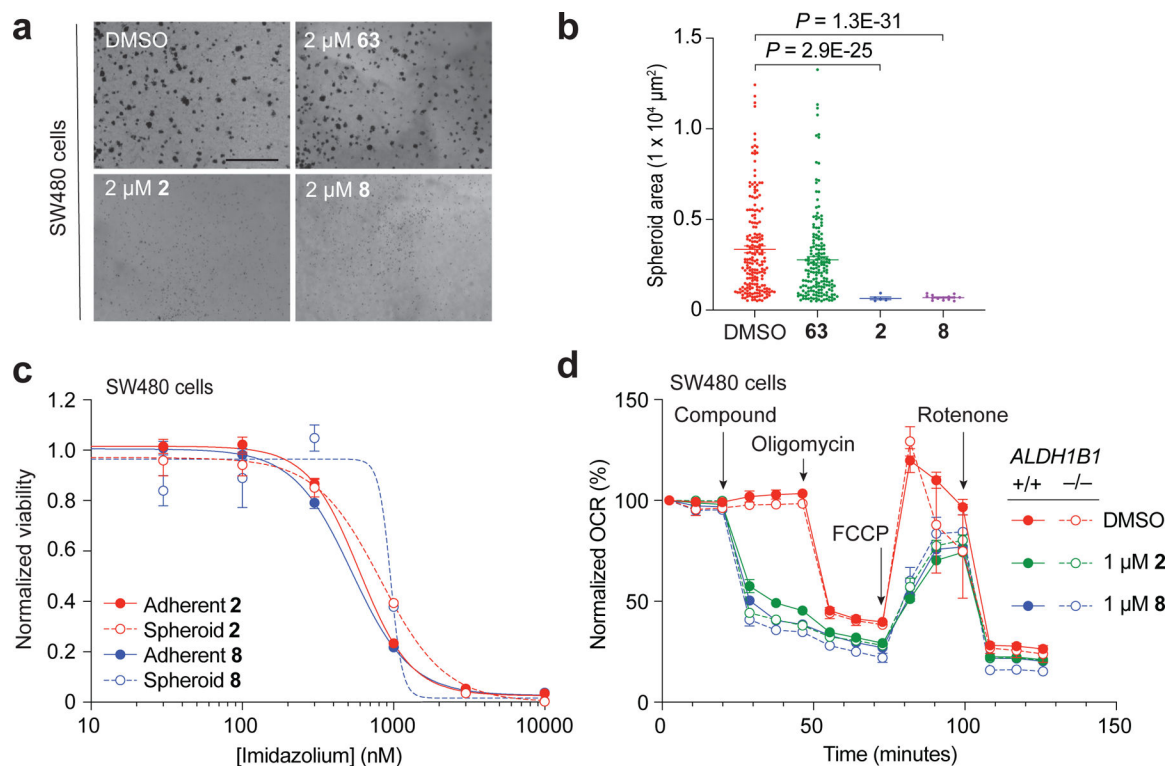 a
SW480 cells
DMSO
2 µM 63
2 µM 2
2 µM 8
b
P = 1.3E-31
P = 2.9E-25
Spheroid area (1 x 10⁴ µm²)
1.5
1.0
0.5
0
DMSO
63
2
8
c
SW480 cells
Normalized viability
1.2
1.0
0.8
0.6
0.4
0.2
0
Adherent 2
Spheroid 2
Adherent 8
Spheroid 8
10
100
1000
10000
[Imidazolium] (nM)
d
SW480 cells
Normalized OCR (%)
150
100
50
0
Compound
Oligomycin
FCCP
Rotenone
ALDH1B1
+/+ –/–
DMSO
1 µM 2
1 µM 8
0
50
100
150
Time (minutes)